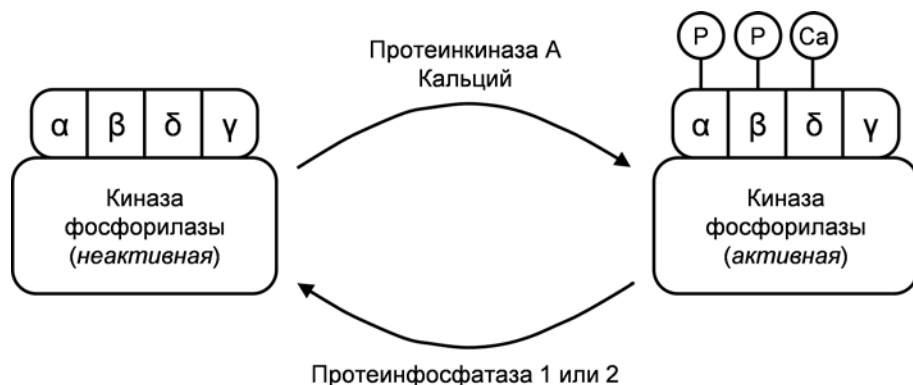 Протеинкиназа А
Кальций
P P Ca
α β δ γ
α β δ γ
Киназа
фосфорилазы
(неактивная)
Киназа
фосфорилазы
(активная)
Протеинфосфатаза 1 или 2